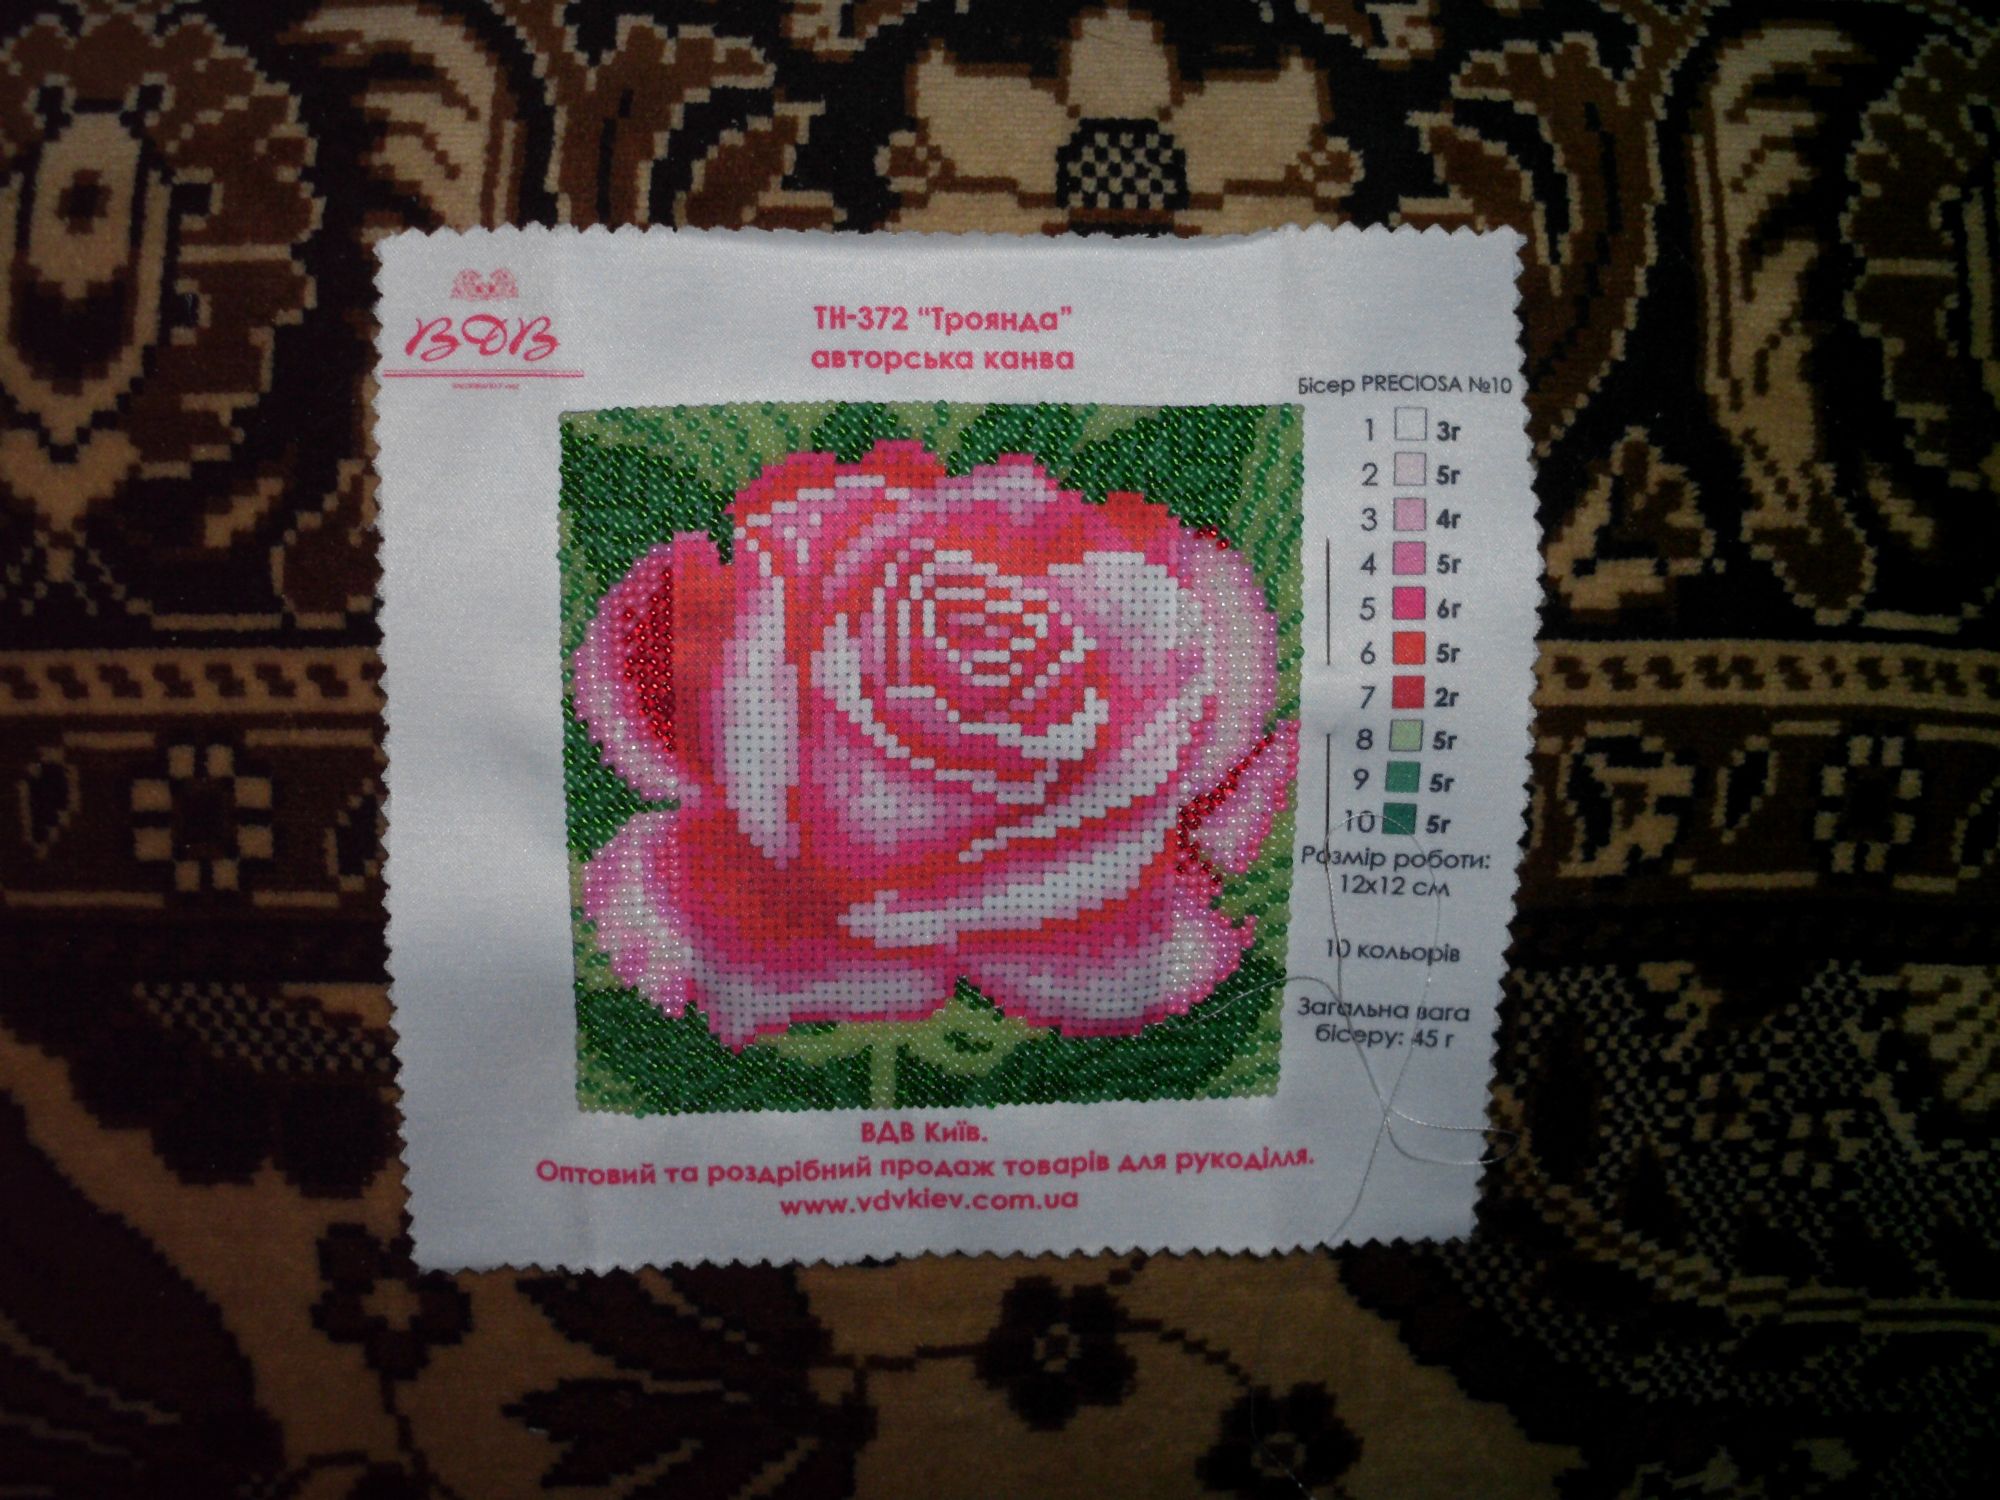 ВДВ
ТН-372 "Троянда"
авторська канва
Бісер PRECIOSA №10
1 3г
2 5г
3 4г
4 5г
5 6г
6 5г
7 2г
8 5г
9 5г
10 5г
Розмір роботи:
12х12 см
10 кольорів
Загальна вага
бісеру: 45 г
ВДВ Київ.
Оптовий та роздрібний продаж товарів для рукоділля.
www.vdvkiev.com.ua